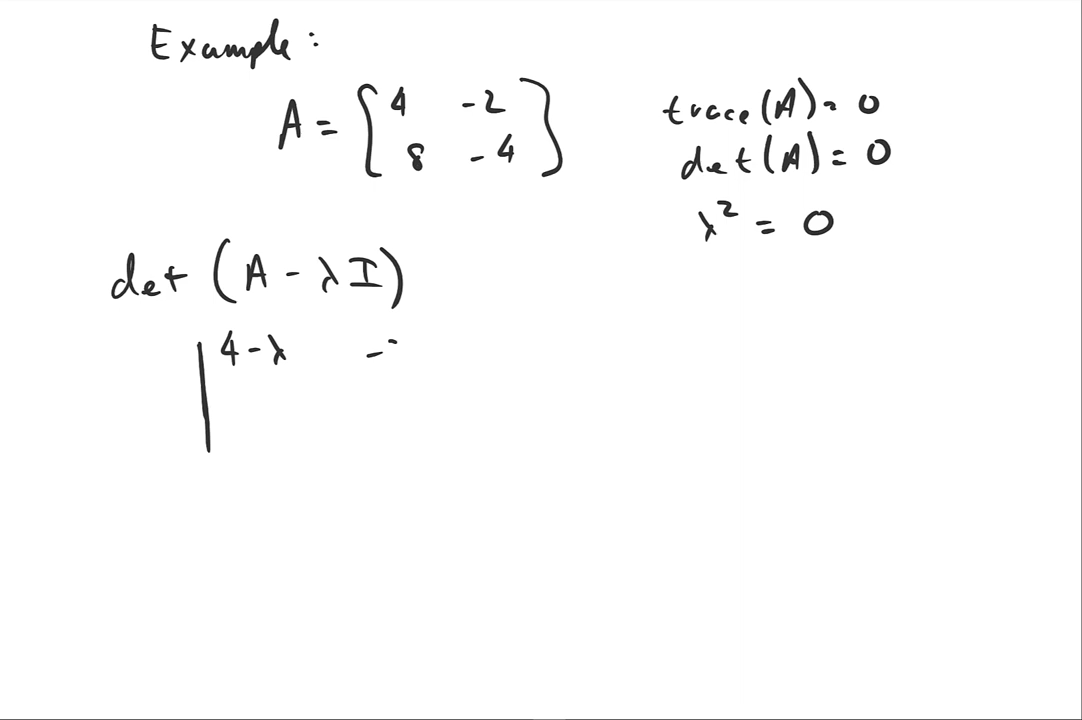 Example:
A = [4 -2
8 -4]
trace(A) = 0
det(A) = 0
λ² = 0
det (A - λI)
|4-λ -